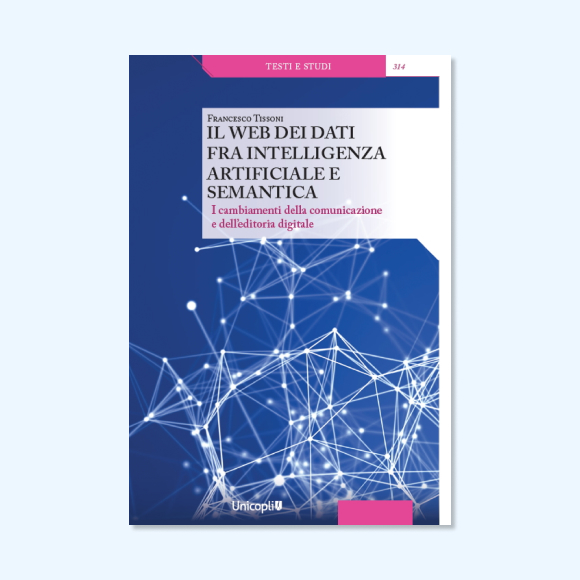 TESTI E STUDI
314
Francesco Tissoni
IL WEB DEI DATI
FRA INTELLIGENZA
ARTIFICIALE E
SEMANTICA
I cambiamenti della comunicazione
e dell'editoria digitale
Unicopli